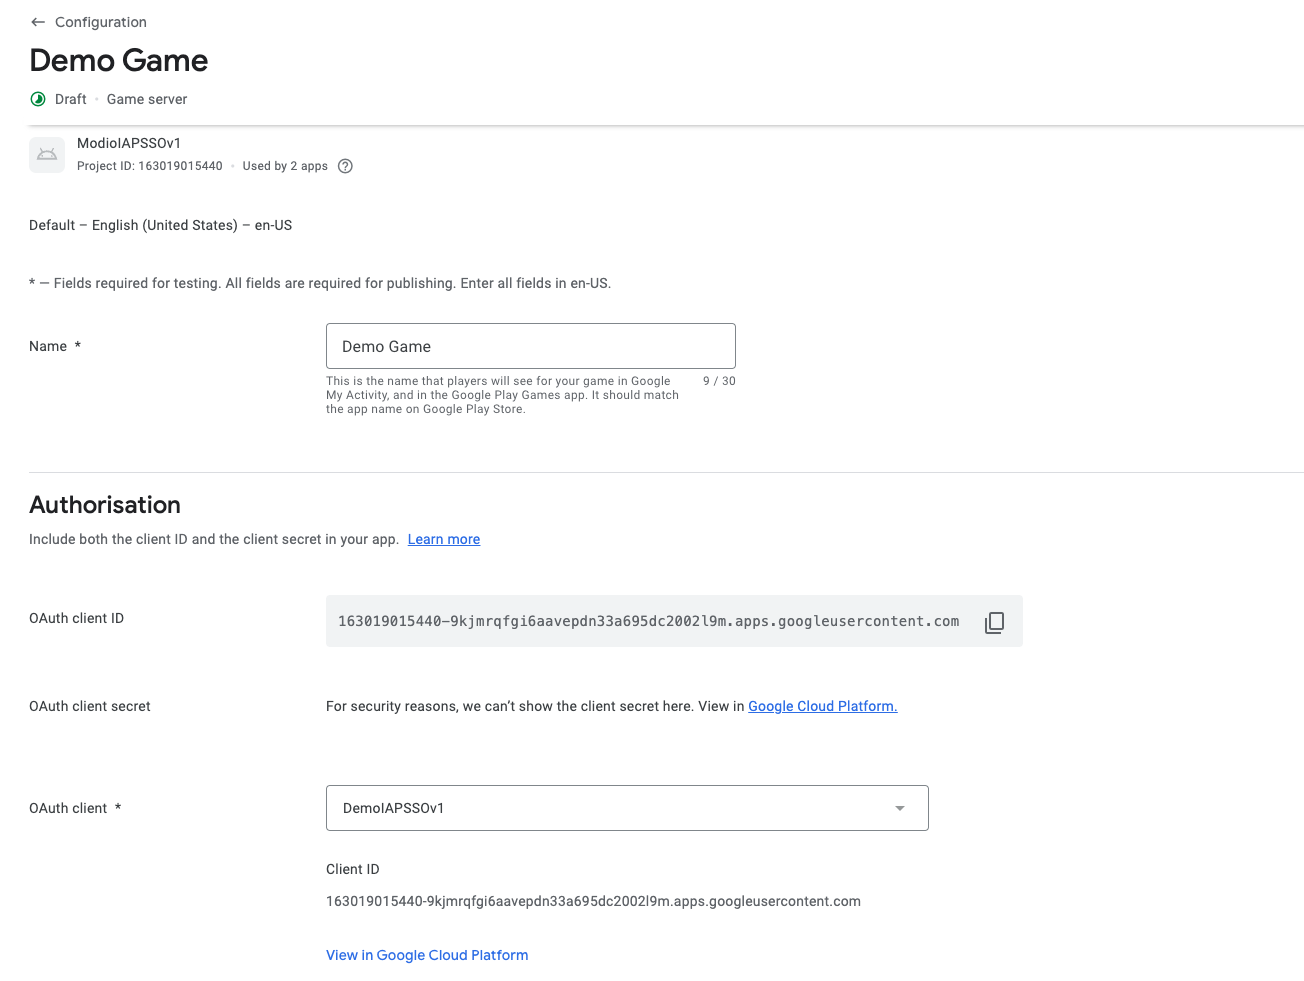 Configuration
Demo Game
Draft · Game server
ModioIAPSSOv1
Project ID: 163019015440 · Used by 2 apps
Default – English (United States) – en-US
* — Fields required for testing. All fields are required for publishing. Enter all fields in en-US.
Name *
Demo Game
This is the name that players will see for your game in Google 9 / 30
My Activity, and in the Google Play Games app. It should match
the app name on Google Play Store.
Authorisation
Include both the client ID and the client secret in your app. Learn more
OAuth client ID
163019015440-9kjmrqfgi6aavepdn33a695dc2002l9m.apps.googleusercontent.com
OAuth client secret
For security reasons, we can't show the client secret here. View in Google Cloud Platform.
OAuth client *
DemoIAPSSOv1
Client ID
163019015440-9kjmrqfgi6aavepdn33a695dc2002l9m.apps.googleusercontent.com
View in Google Cloud Platform